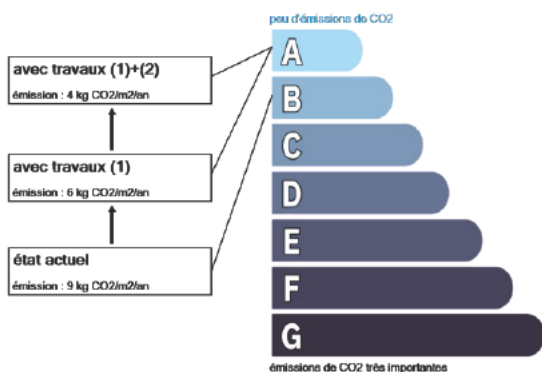 peu d'émissions de CO2
avec travaux (1)+(2)
émission : 4 kg CO2/m2/an
avec travaux (1)
émission : 6 kg CO2/m2/an
état actuel
émission : 9 kg CO2/m2/an
A
B
C
D
E
F
G
émissions de CO2 très importantes